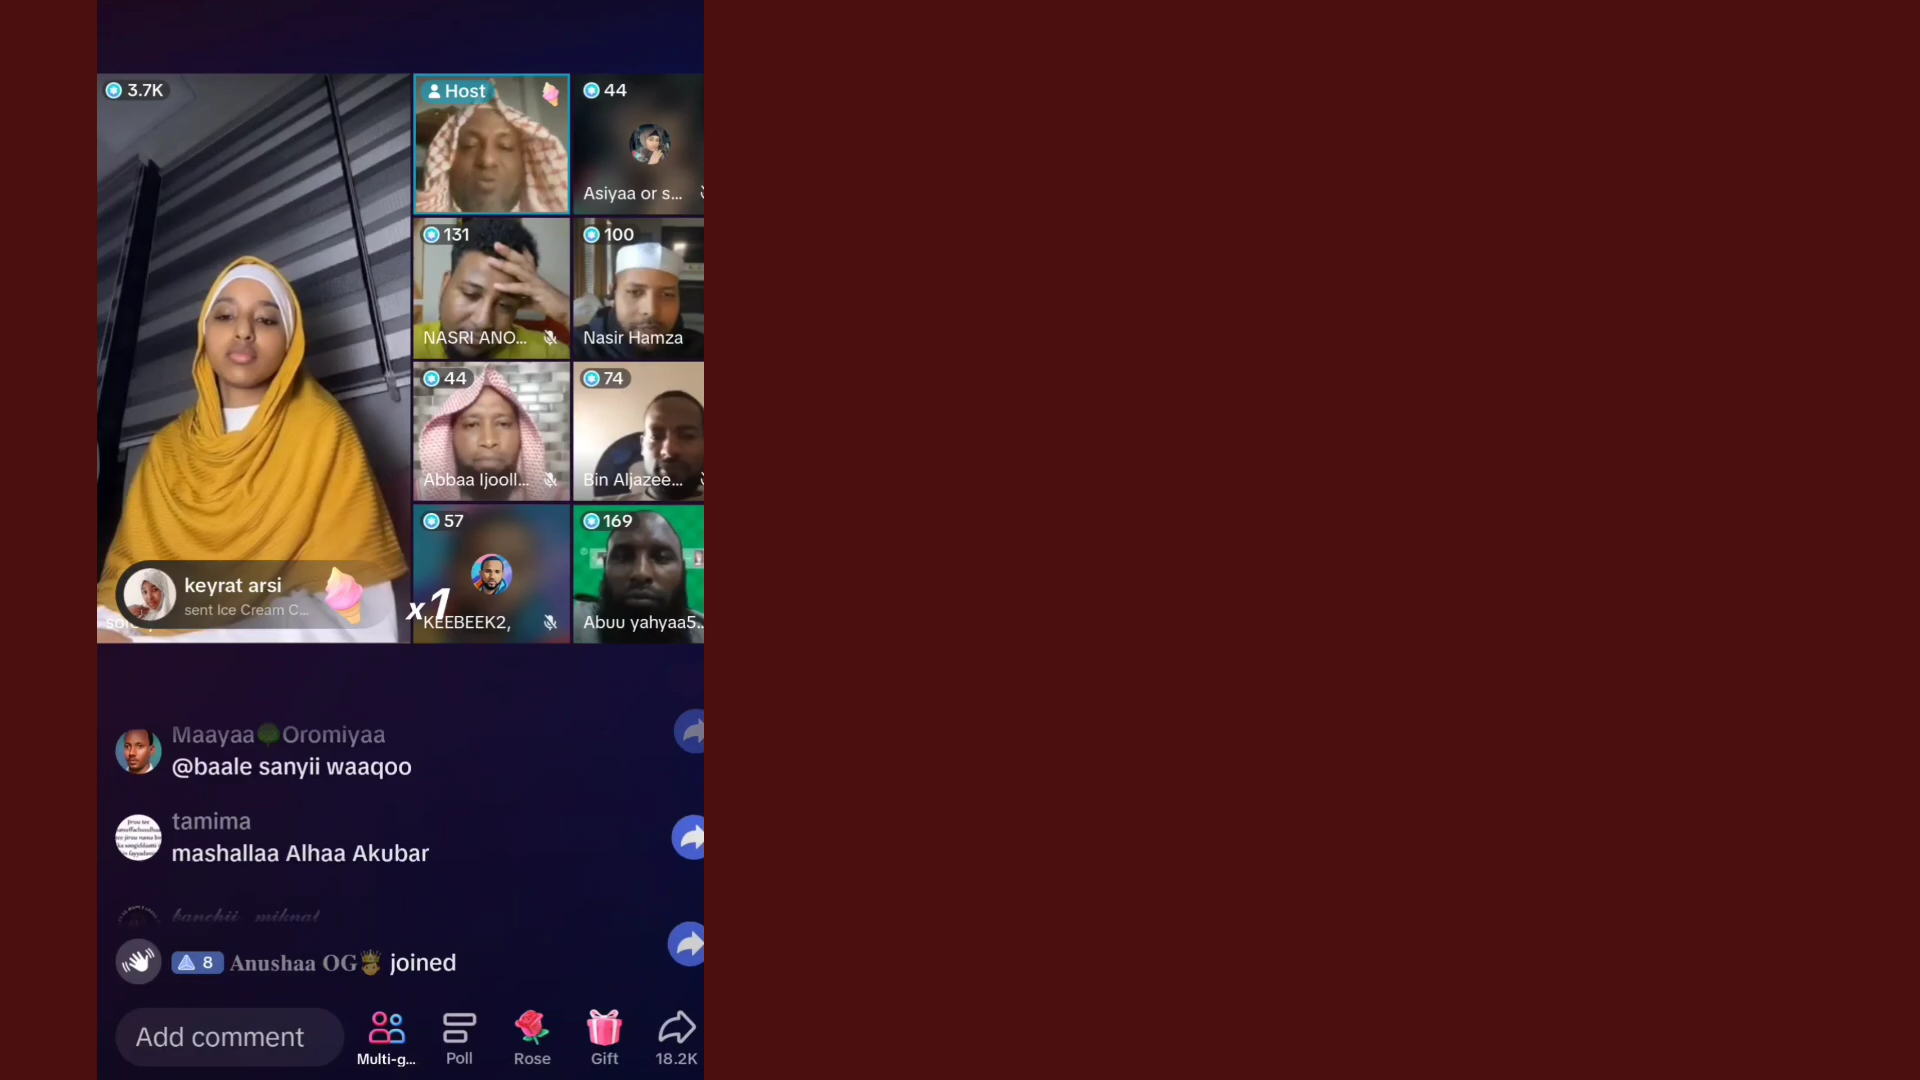 3.7K
Host
44
Asiyaa or s...
131
NASRI ANO...
100
Nasir Hamza
44
Abbaa Ijooll...
74
Bin Aljazee...
57
KEEBEEK2,
169
Abuu yahyaa5...
keyrat arsi
sent Ice Cream C...
x1
Maayaa🌳Oromiyaa
@baale sanyii waaqoo
tamima
mashallaa Alhaa Akubar
banchii miknat
8 Anushaa OG joined
Add comment
Multi-g...
Poll
Rose
Gift
18.2K